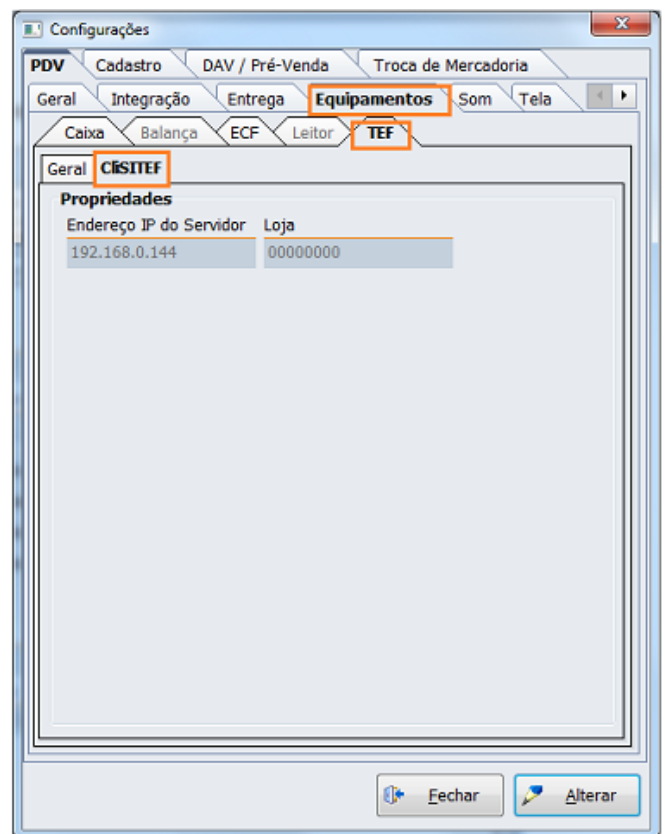 Configurações
PDV Cadastro DAV / Pré-Venda Troca de Mercadoria
Geral Integração Entrega Equipamentos Som Tela
Caixa Balança ECF Leitor TEF
Geral CliSITEF
Propriedades
Endereço IP do Servidor Loja
192.168.0.144 00000000
Fechar Alterar